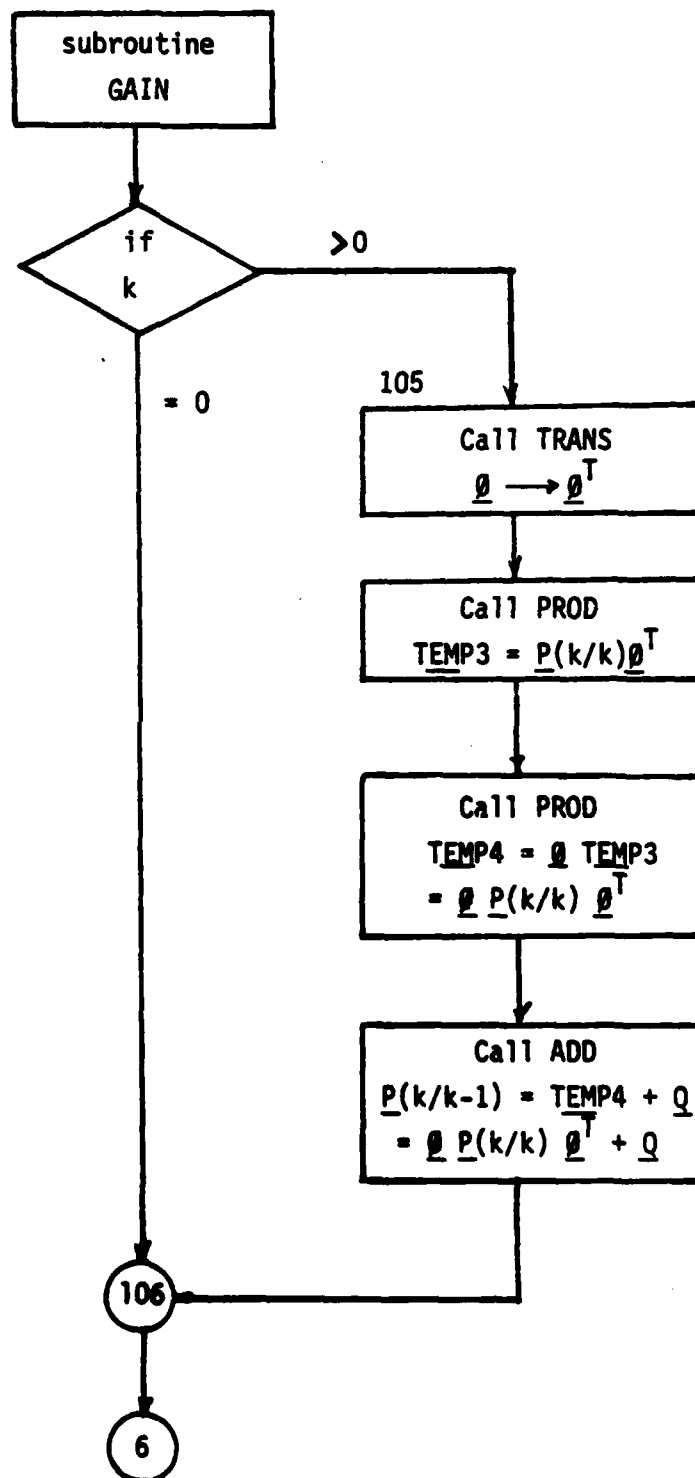 subroutine
GAIN
if
k
>0
= 0
105
Call TRANS
Ø ⟶ Ø^T
Call PROD
TEMP3 = P(k/k)Ø^T
Call PROD
TEMP4 = Ø TEMP3
= Ø P(k/k) Ø^T
Call ADD
P(k/k-1) = TEMP4 + Q
= Ø P(k/k) Ø^T + Q
106
6